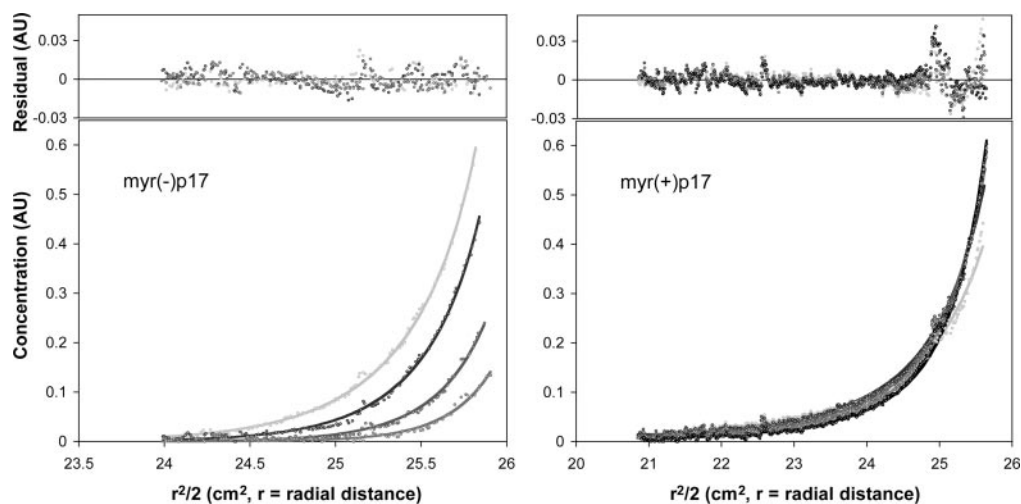 Residual (AU)
0.03
0
-0.03
Concentration (AU)
0.6
0.5
0.4
0.3
0.2
0.1
0
myr(-)p17
23.5 24 24.5 25 25.5 26
r²/2 (cm², r = radial distance)
0.03
0
-0.03
0.6
0.5
0.4
0.3
0.2
0.1
0
myr(+)p17
20 21 22 23 24 25 26
r²/2 (cm², r = radial distance)